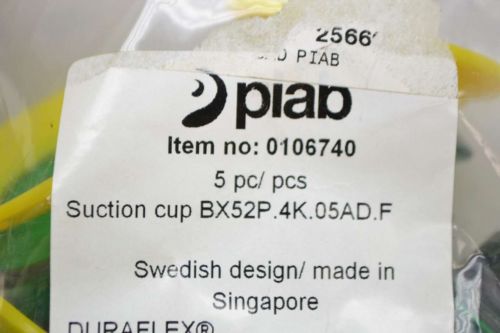 2566
PIAB
piab
Item no: 0106740
5 pc/ pcs
Suction cup BX52P.4K.05AD.F
Swedish design/ made in
Singapore
DURAFLEX®